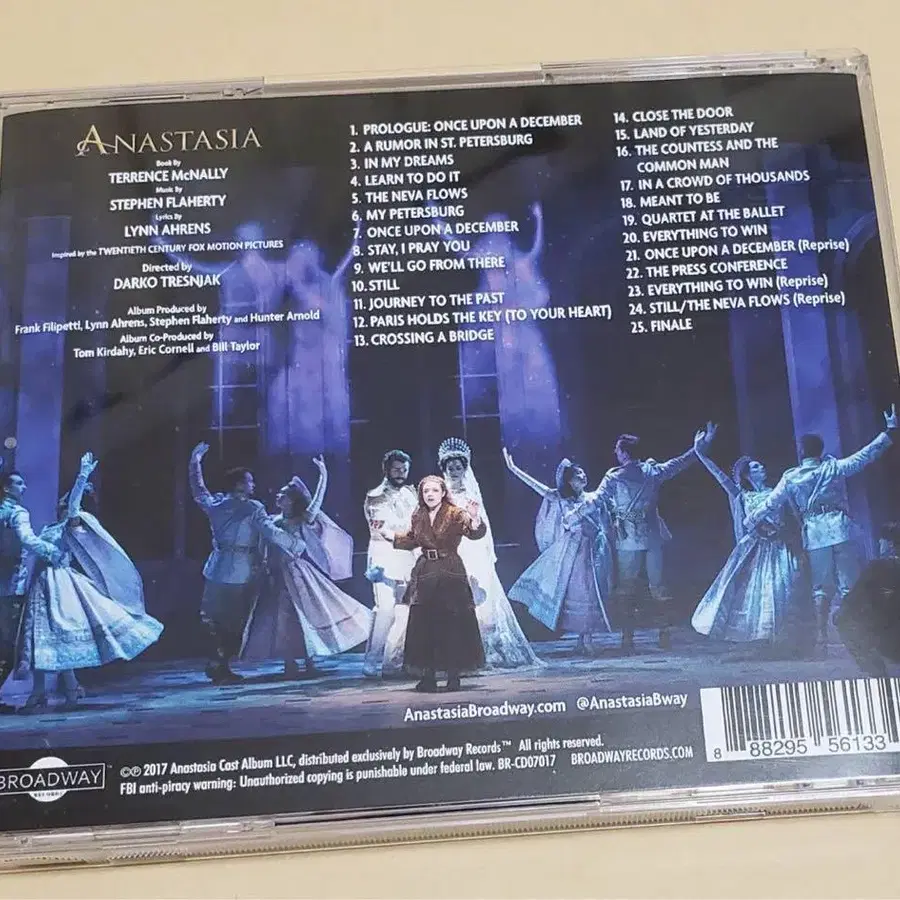 ANASTASIA
Book By
TERRENCE McNALLY
Music By
STEPHEN FLAHERTY
Lyrics By
LYNN AHRENS
Inspired by the TWENTIETH CENTURY FOX MOTION PICTURES
Directed by
DARKO TRESNJAK
Album Produced by
Frank Filipetti, Lynn Ahrens, Stephen Flaherty and Hunter Arnold
Album Co-Produced by
Tom Kirdahy, Eric Cornell and Bill Taylor
1. PROLOGUE: ONCE UPON A DECEMBER
2. A RUMOR IN ST. PETERSBURG
3. IN MY DREAMS
4. LEARN TO DO IT
5. THE NEVA FLOWS
6. MY PETERSBURG
7. ONCE UPON A DECEMBER
8. STAY, I PRAY YOU
9. WE'LL GO FROM THERE
10. STILL
11. JOURNEY TO THE PAST
12. PARIS HOLDS THE KEY (TO YOUR HEART)
13. CROSSING A BRIDGE
14. CLOSE THE DOOR
15. LAND OF YESTERDAY
16. THE COUNTESS AND THE
COMMON MAN
17. IN A CROWD OF THOUSANDS
18. MEANT TO BE
19. QUARTET AT THE BALLET
20. EVERYTHING TO WIN
21. ONCE UPON A DECEMBER (Reprise)
22. THE PRESS CONFERENCE
23. EVERYTHING TO WIN (Reprise)
24. STILL/THE NEVA FLOWS (Reprise)
25. FINALE
AnastasiaBroadway.com @AnastasiaBway
8 88295 56133
BROADWAY
©℗ 2017 Anastasia Cast Album LLC, distributed exclusively by Broadway Records™ All rights reserved.
FBI anti-piracy warning: Unauthorized copying is punishable under federal law. BR-CD07017 BROADWAYRECORDS.COM